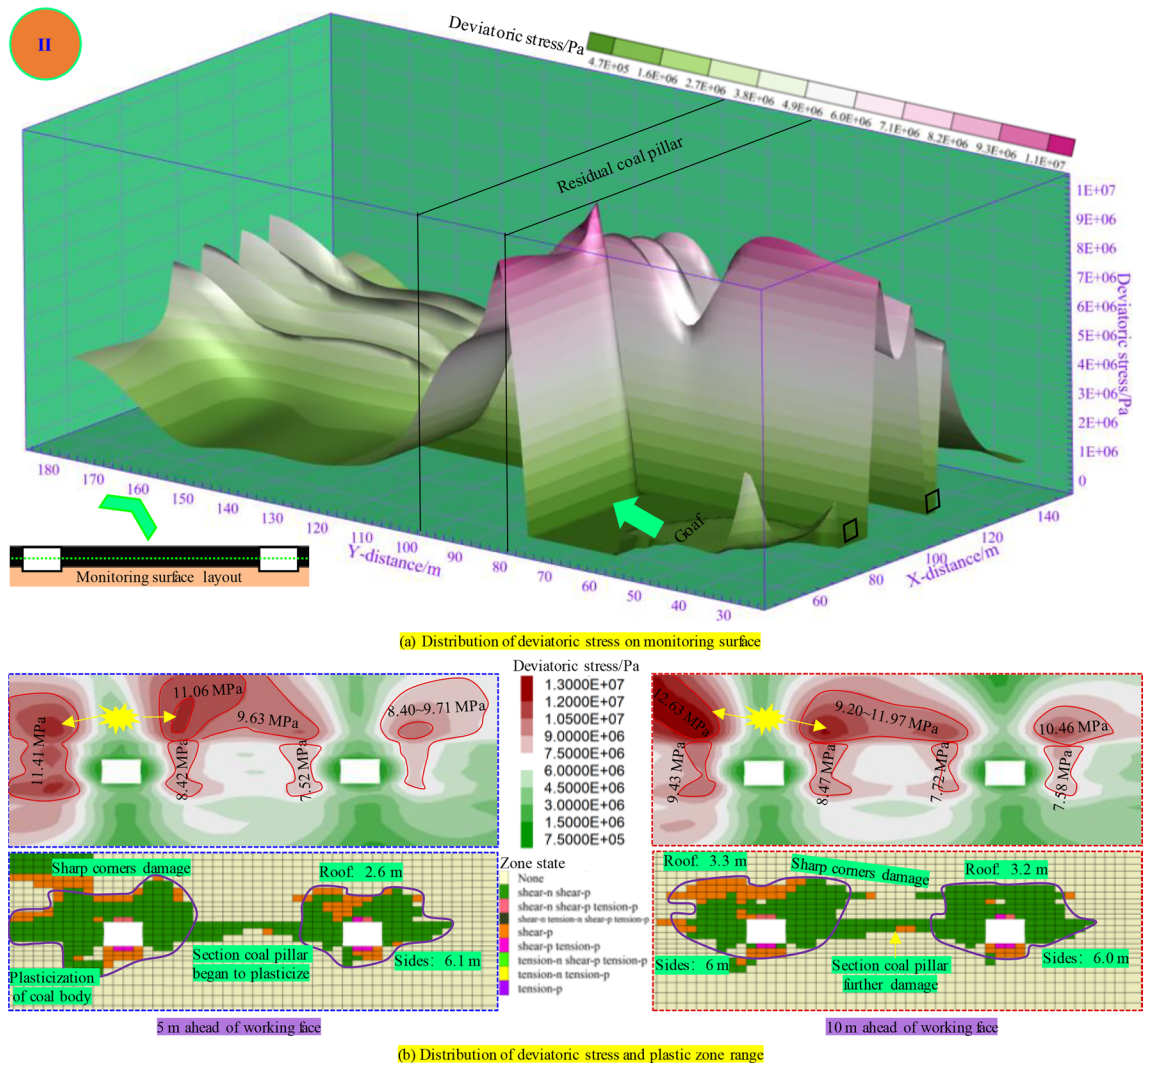 II
Deviatoric stress/Pa
4.7E+05 1.6E+06 2.7E+06 3.8E+06 4.9E+06 6.0E+06 7.1E+06 8.2E+06 9.3E+06 1.1E+07
Residual coal pillar
1E+07
9E+06
8E+06
7E+06
6E+06
5E+06
4E+06
3E+06
2E+06
1E+06
0
Deviatoric stress/Pa
Goaf
180 170 160 150 140 130 120 110 100 90 80 70 60 50 40 30
Y-distance/m
60 80 100 120 140
X-distance/m
Monitoring surface layout
(a) Distribution of deviatoric stress on monitoring surface
Deviatoric stress/Pa
1.3000E+07
1.2000E+07
1.0500E+07
9.0000E+06
7.5000E+06
6.0000E+06
4.5000E+06
3.0000E+06
1.5000E+06
7.5000E+05
11.41 MPa
11.06 MPa
9.63 MPa
8.42 MPa
7.52 MPa
8.40~9.71 MPa
12.63 MPa
9.43 MPa
9.20~11.97 MPa
8.47 MPa
7.72 MPa
10.46 MPa
7.58 MPa
Zone state
None
shear-n shear-p
shear-n shear-p tension-p
shear-n tension-n shear-p tension-p
shear-p
shear-p tension-p
tension-n shear-p tension-p
tension-n tension-p
tension-p
Sharp corners damage
Roof: 2.6 m
Section coal pillar
began to plasticize
Sides: 6.1 m
Plasticization
of coal body
Roof: 3.3 m
Sharp corners damage
Roof: 3.2 m
Sides: 6 m
Section coal pillar
further damage
Sides: 6.0 m
5 m ahead of working face
10 m ahead of working face
(b) Distribution of deviatoric stress and plastic zone range